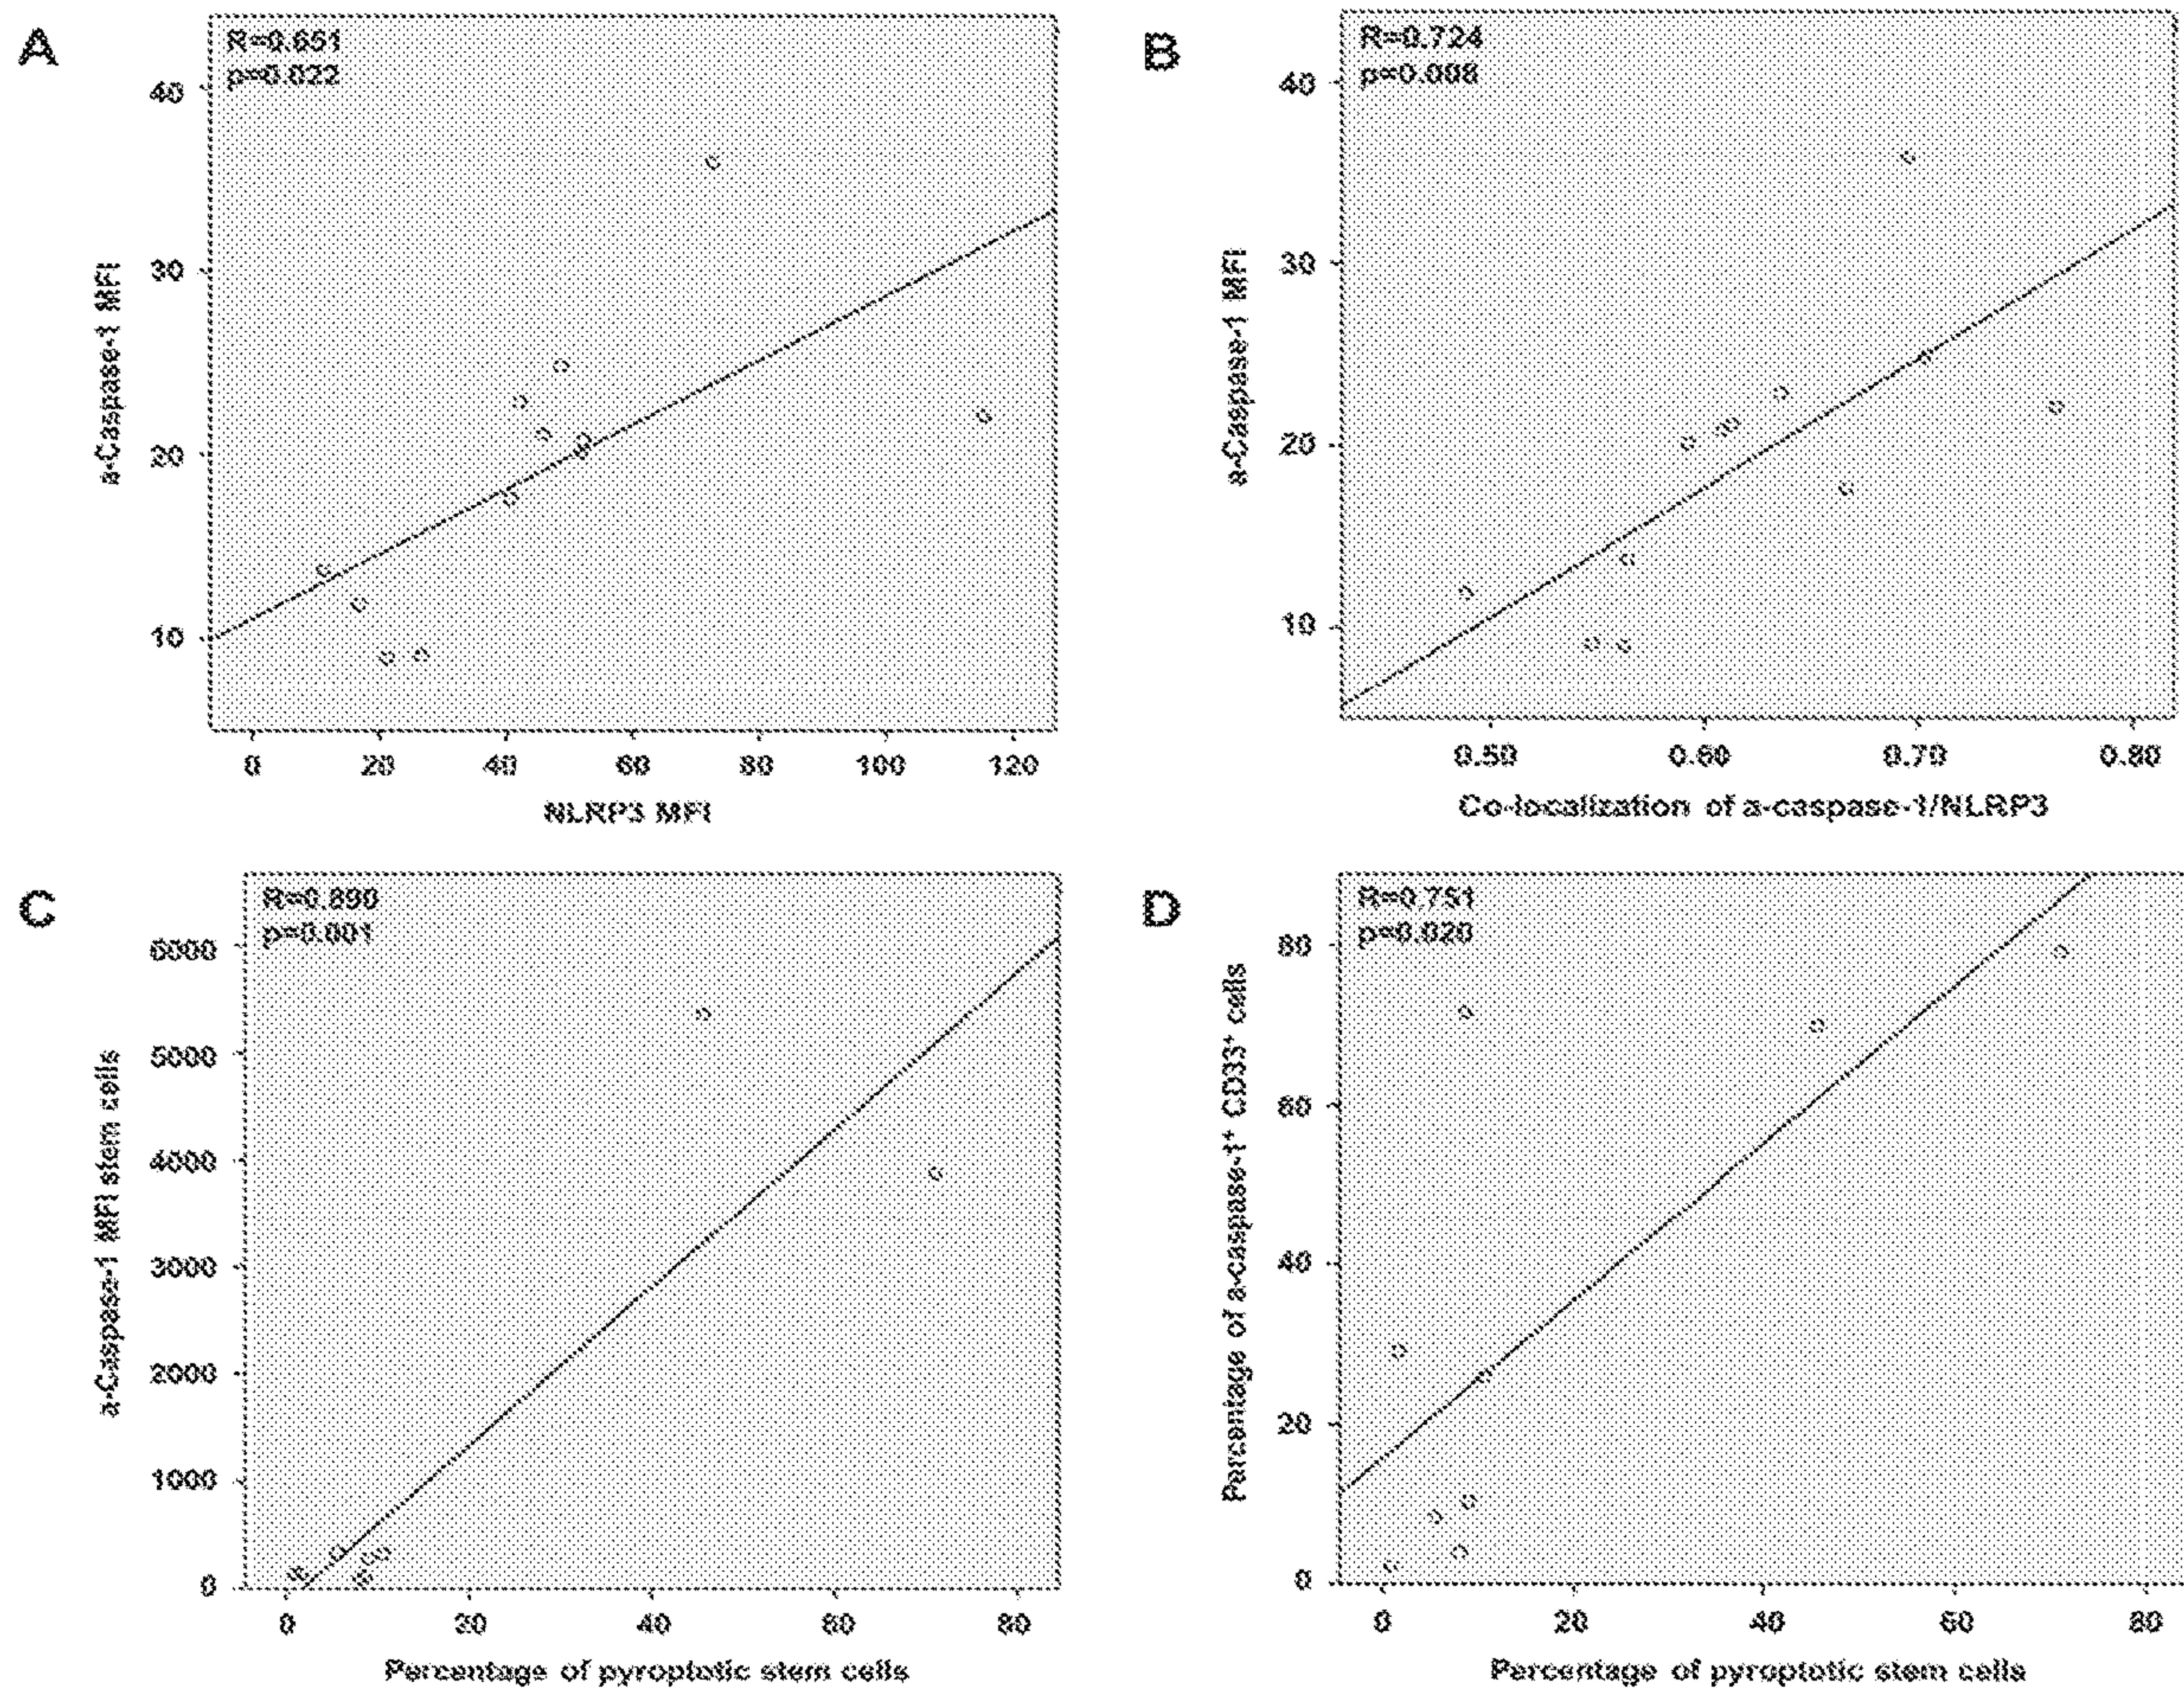 A
R=0.651
p=0.022
40
30
20
10
a-Caspase-1 MFI
0 20 40 60 80 100 120
NLRP3 MFI
B
R=0.724
p=0.008
40
30
20
10
a-Caspase-1 MFI
0.50 0.60 0.70 0.80
Co-localization of a-caspase-1/NLRP3
C
R=0.890
p=0.001
6000
5000
4000
3000
2000
1000
0
a-Caspase-1 MFI stem cells
0 20 40 60 80
Percentage of pyroptotic stem cells
D
R=0.751
p=0.020
80
60
40
20
0
Percentage of a-caspase-1⁺ CD33⁺ cells
0 20 40 60 80
Percentage of pyroptotic stem cells